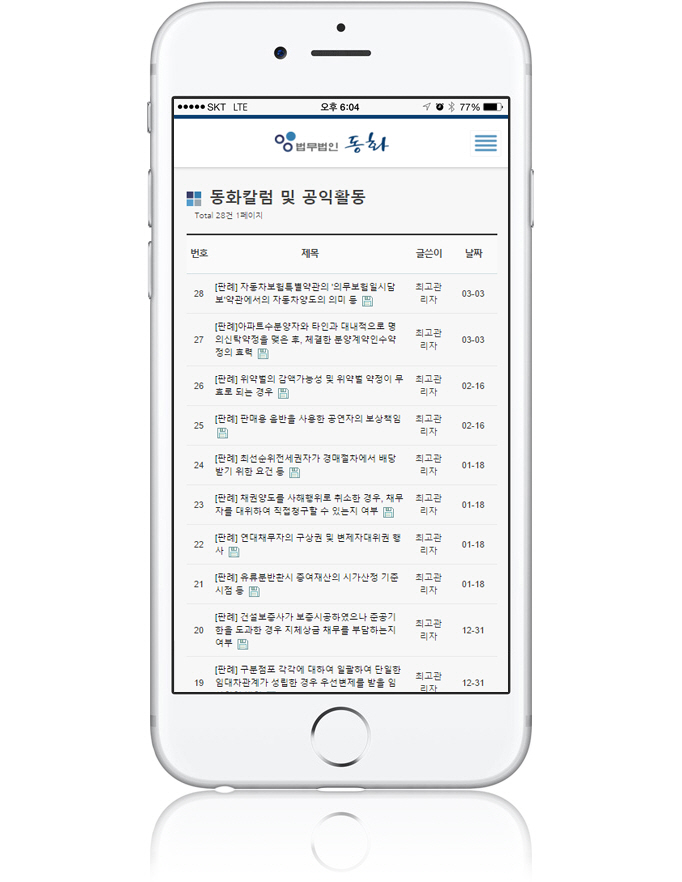 SKT LTE 오후 6:04 77%
법무법인 동화
동화칼럼 및 공익활동
Total 28건 1페이지
번호 제목 글쓴이 날짜
28 [판례] 자동차보험특별약관의 '의무보험일시담 최고관 03-03
보'약관에서의 자동차양도의 의미 등 리자
27 [판례]아파트수분양자와 타인과 대내적으로 명 최고관 03-03
의신탁약정을 맺은 후, 체결한 분양계약인수약 리자
정의 효력
26 [판례] 위약벌의 감액가능성 및 위약벌 약정이 무 최고관 02-16
효로 되는 경우 리자
25 [판례] 판매용 음반을 사용한 공연자의 보상책임 최고관 02-16
리자
24 [판례] 최선순위전세권자가 경매절차에서 배당 최고관 01-18
받기 위한 요건 등 리자
23 [판례] 채권양도를 사해행위로 취소한 경우, 채무 최고관 01-18
자를 대위하여 직접청구할 수 있는지 여부 리자
22 [판례] 연대채무자의 구상권 및 변제자대위권 행 최고관 01-18
사 리자
21 [판례] 유류분반환시 증여재산의 시가산정 기준 최고관 01-18
시점 등 리자
20 [판례] 건설보증사가 보증시공하였으나 준공기 최고관 12-31
한을 도과한 경우 지체상금 채무를 부담하는지 리자
여부
19 [판례] 구분점포 각각에 대하여 일괄하여 단일한 최고관 12-31
임대차관계가 성립한 경우 우선변제를 받을 임 리자